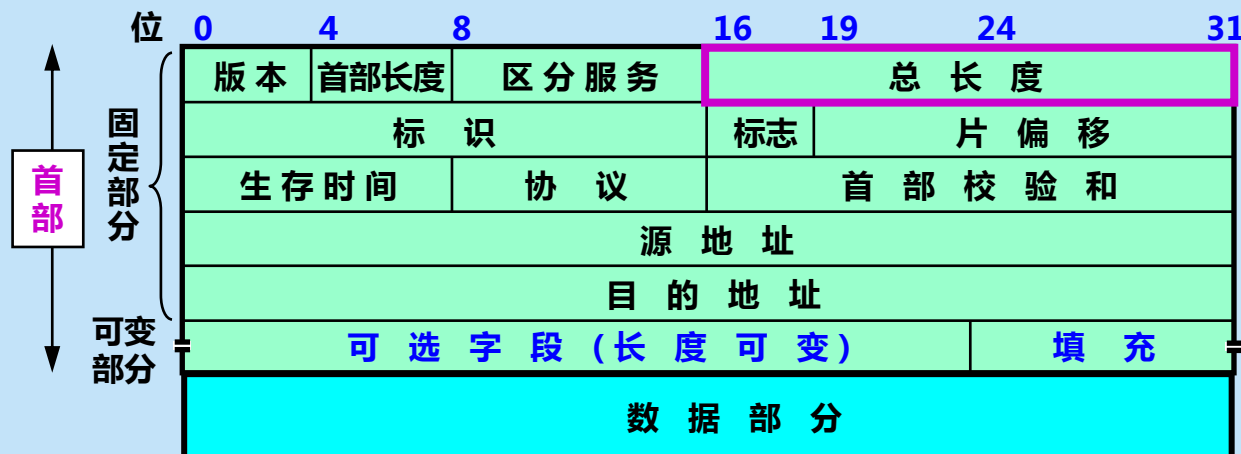 位 0 4 8 16 19 24 31
版本 首部长度 区分服务 总长度
标识 标志 片偏移
生存时间 协议 首部校验和
源地址
目的地址
可选字段(长度可变) 填充
数据部分
首部
固定部分
可变
部分